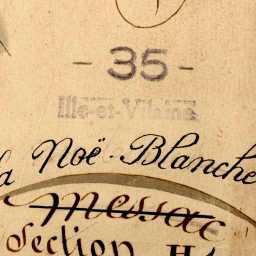 - 35 -
Ille-et-Vilaine
la Noë-Blanche
Messac
Section H